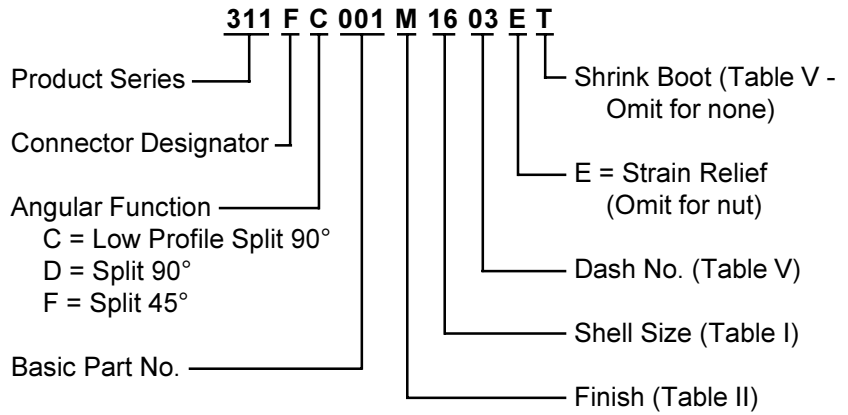 311 F C 001 M 16 03 E T
Product Series
Connector Designator
Angular Function
C = Low Profile Split 90°
D = Split 90°
F = Split 45°
Basic Part No.
Shrink Boot (Table V -
Omit for none)
E = Strain Relief
(Omit for nut)
Dash No. (Table V)
Shell Size (Table I)
Finish (Table II)